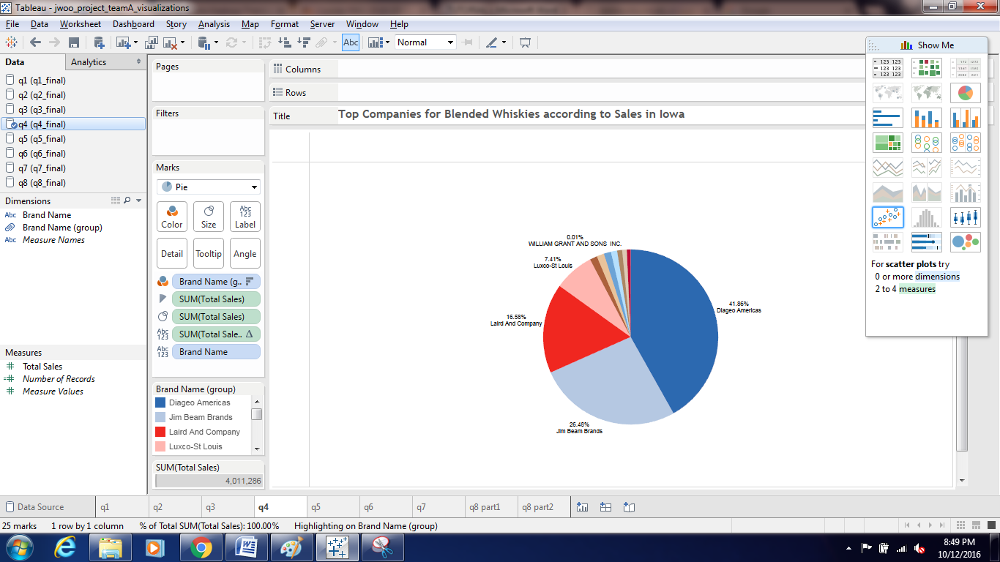 Tableau - jwoo_project_teamA_visualizations
File Data Worksheet Dashboard Story Analysis Map Format Server Window Help
Abc Normal
Data Analytics
q1 (q1_final)
q2 (q2_final)
q3 (q3_final)
q4 (q4_final)
q5 (q5_final)
q6 (q6_final)
q7 (q7_final)
q8 (q8_final)
Dimensions
Abc Brand Name
Brand Name (group)
Abc Measure Names
Measures
Total Sales
Number of Records
Measure Values
Pages
Filters
Marks
Pie
Color Size Abc 123 Label
Detail Tooltip Angle
Brand Name (g..
SUM(Total Sales)
SUM(Total Sales)
Abc 123 SUM(Total Sale.. Δ
Abc 123 Brand Name
Brand Name (group)
Diageo Americas
Jim Beam Brands
Laird And Company
Luxco-St Louis
SUM(Total Sales)
4,011,286
Columns
Rows
Title Top Companies for Blended Whiskies according to Sales in Iowa
0.01%
WILLIAM GRANT AND SONS INC.
7.41%
Luxco-St Louis
41.86%
Diageo Americas
16.58%
Laird And Company
26.48%
Jim Beam Brands
Show Me
For scatter plots try
0 or more dimensions
2 to 4 measures
Data Source q1 q2 q3 q4 q5 q6 q7 q8 part1 q8 part2
25 marks 1 row by 1 column % of Total SUM(Total Sales): 100.00% Highlighting on Brand Name (group)
8:49 PM
10/12/2016